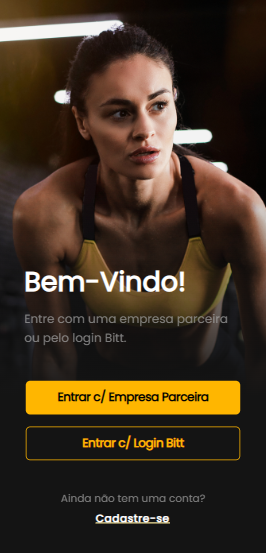 Bem-Vindo!
Entre com uma empresa parceira
ou pelo login Bitt.
Entrar c/ Empresa Parceira
Entrar c/ Login Bitt
Ainda não tem uma conta?
Cadastre-se